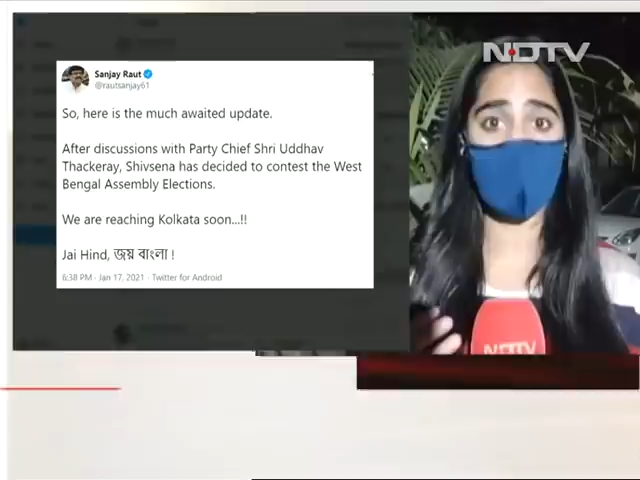 NDTV
Sanjay Raut
@rautsanjay61
So, here is the much awaited update.
After discussions with Party Chief Shri Uddhav
Thackeray, Shivsena has decided to contest the West
Bengal Assembly Elections.
We are reaching Kolkata soon...!!
Jai Hind, জয় বাংলা !
6:38 PM · Jan 17, 2021 · Twitter for Android
NDTV